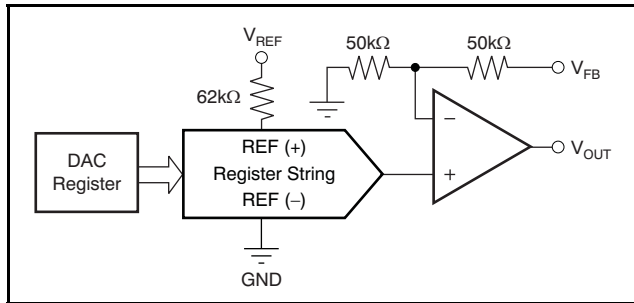 V_REF
50kΩ
50kΩ
V_FB
62kΩ
REF (+)
DAC
Register
Register String
REF (−)
−
+
V_OUT
GND